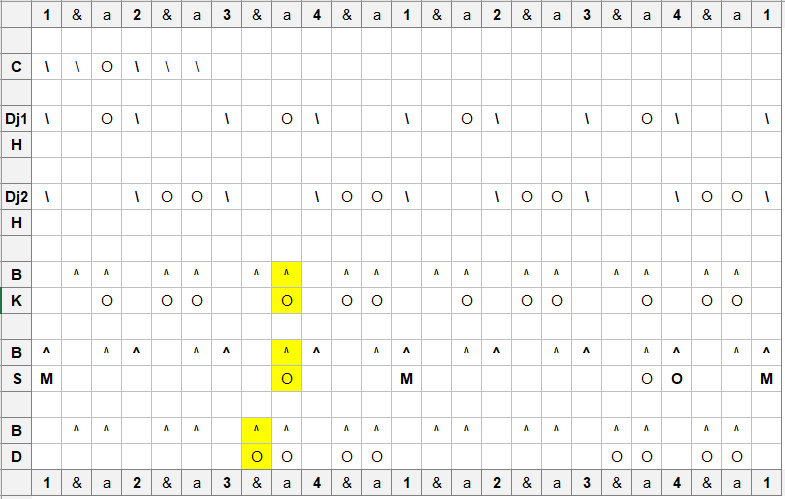 1 & a 2 & a 3 & a 4 & a 1 & a 2 & a 3 & a 4 & a 1
C \ \ O \ \ \
Dj1 \ O \ \ O \ \ O \ \ O \ \
H
Dj2 \ \ O O \ \ O O \ \ O O \ \ O O \
H
B ^ ^ ^ ^ ^ ^ ^ ^ ^ ^ ^ ^ ^ ^ ^ ^
K O O O O O O O O O O O O
B ^ ^ ^ ^ ^ ^ ^ ^ ^ ^ ^ ^ ^ ^ ^ ^ ^
S M O M O O M
B ^ ^ ^ ^ ^ ^ ^ ^ ^ ^ ^ ^ ^ ^ ^ ^
D O O O O O O O O
1 & a 2 & a 3 & a 4 & a 1 & a 2 & a 3 & a 4 & a 1